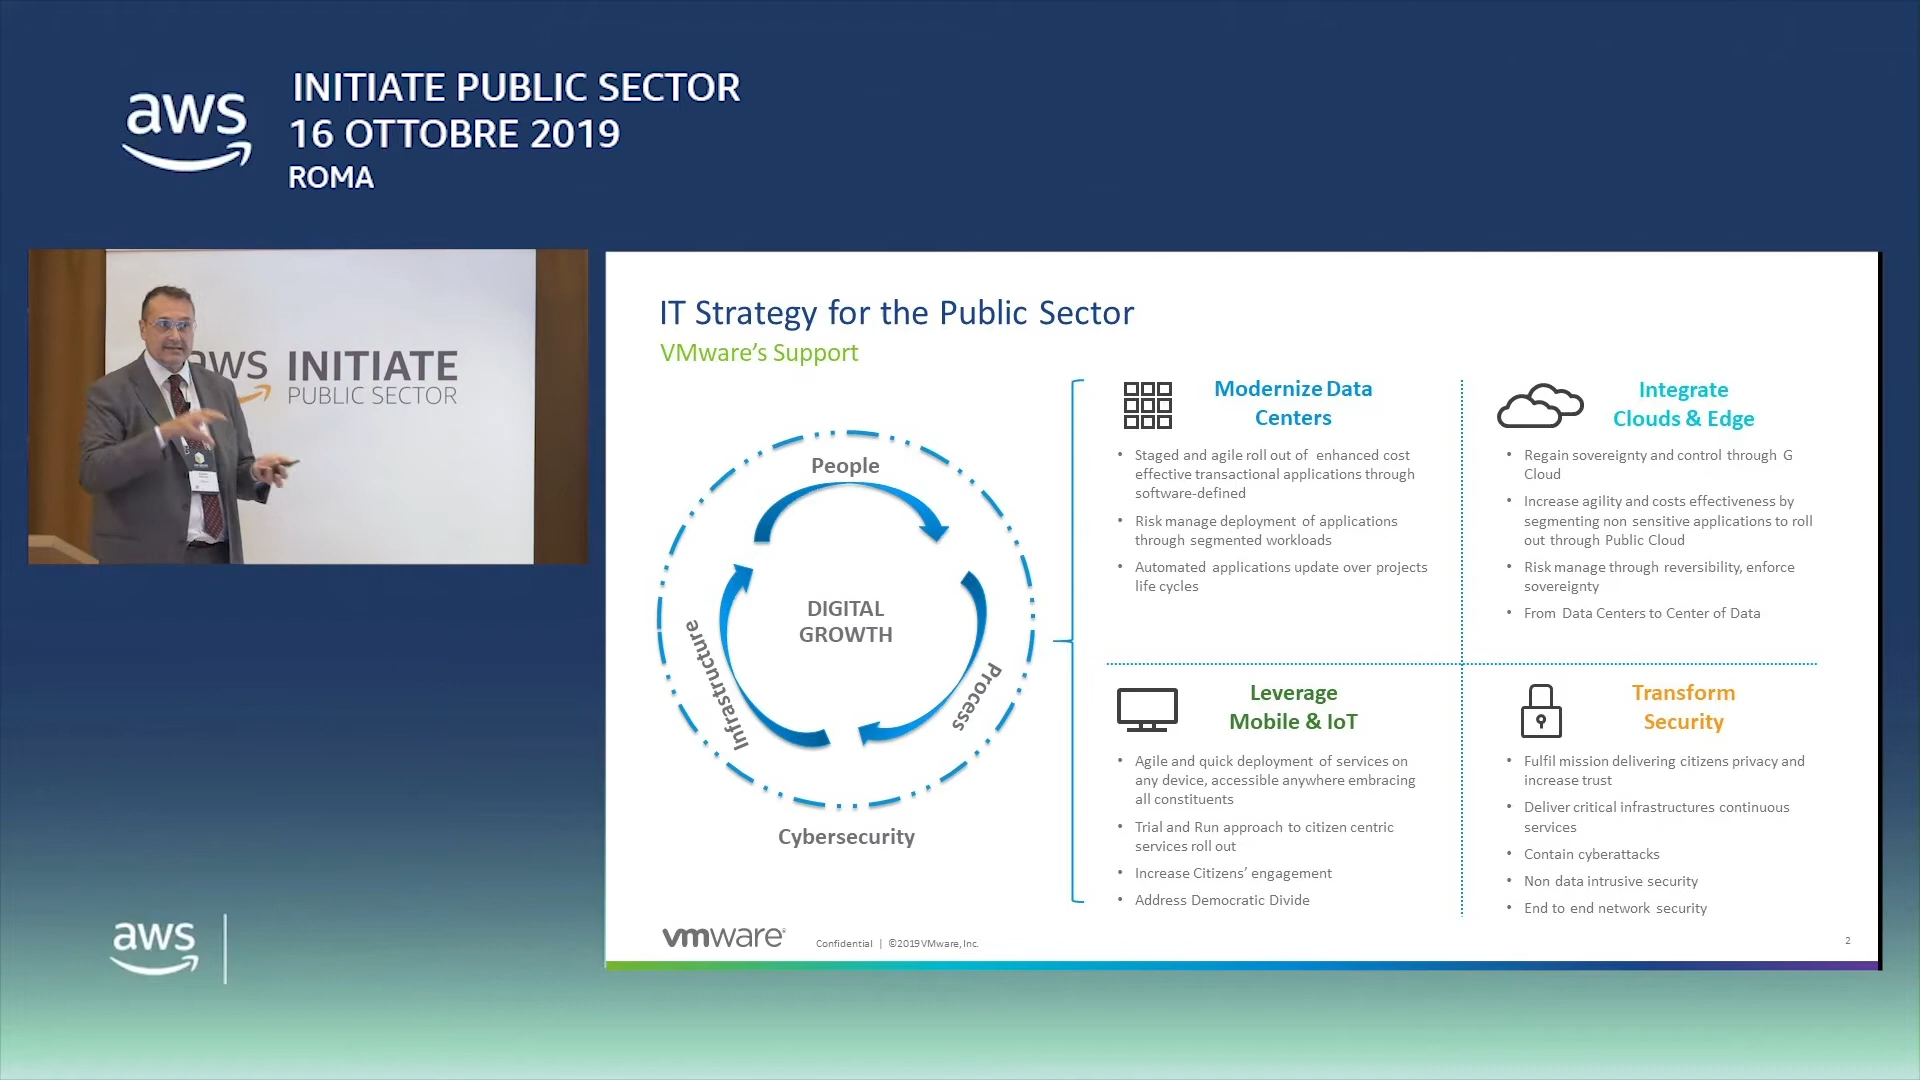 aws
INITIATE PUBLIC SECTOR
16 OTTOBRE 2019
ROMA
aws INITIATE
PUBLIC SECTOR
IT Strategy for the Public Sector
VMware's Support
People
DIGITAL
GROWTH
Infrastructure
Process
Cybersecurity
Modernize Data
Centers
• Staged and agile roll out of enhanced cost
effective transactional applications through
software-defined
• Risk manage deployment of applications
through segmented workloads
• Automated applications update over projects
life cycles
Integrate
Clouds & Edge
• Regain sovereignty and control through G
Cloud
• Increase agility and costs effectiveness by
segmenting non sensitive applications to roll
out through Public Cloud
• Risk manage through reversibility, enforce
sovereignty
• From Data Centers to Center of Data
Leverage
Mobile & IoT
• Agile and quick deployment of services on
any device, accessible anywhere embracing
all constituents
• Trial and Run approach to citizen centric
services roll out
• Increase Citizens' engagement
• Address Democratic Divide
Transform
Security
• Fulfil mission delivering citizens privacy and
increase trust
• Deliver critical infrastructures continuous
services
• Contain cyberattacks
• Non data intrusive security
• End to end network security
vmware®
Confidential | ©2019 VMware, Inc.
2
aws